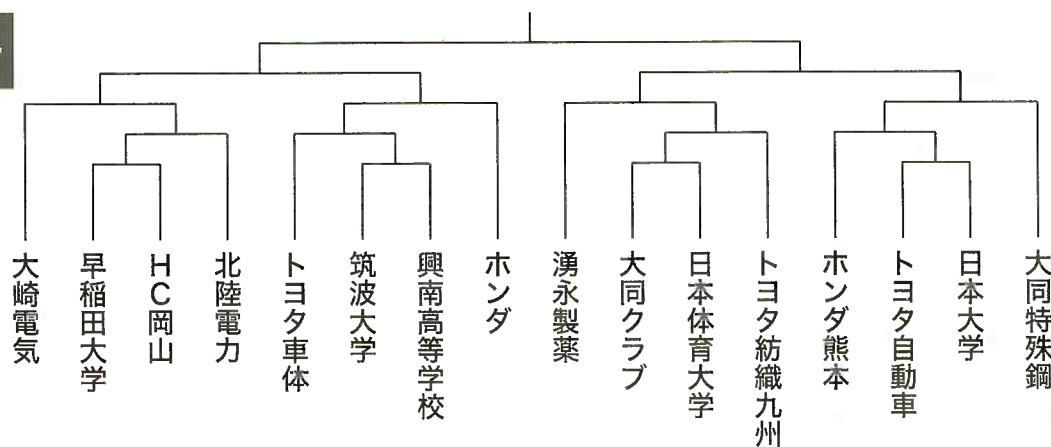 大崎電気
早稲田大学
HC岡山
北陸電力
トヨタ車体
筑波大学
興南高等学校
ホンダ
湧永製薬
大同クラブ
日本体育大学
トヨタ紡織九州
ホンダ熊本
トヨタ自動車
日本大学
大同特殊鋼